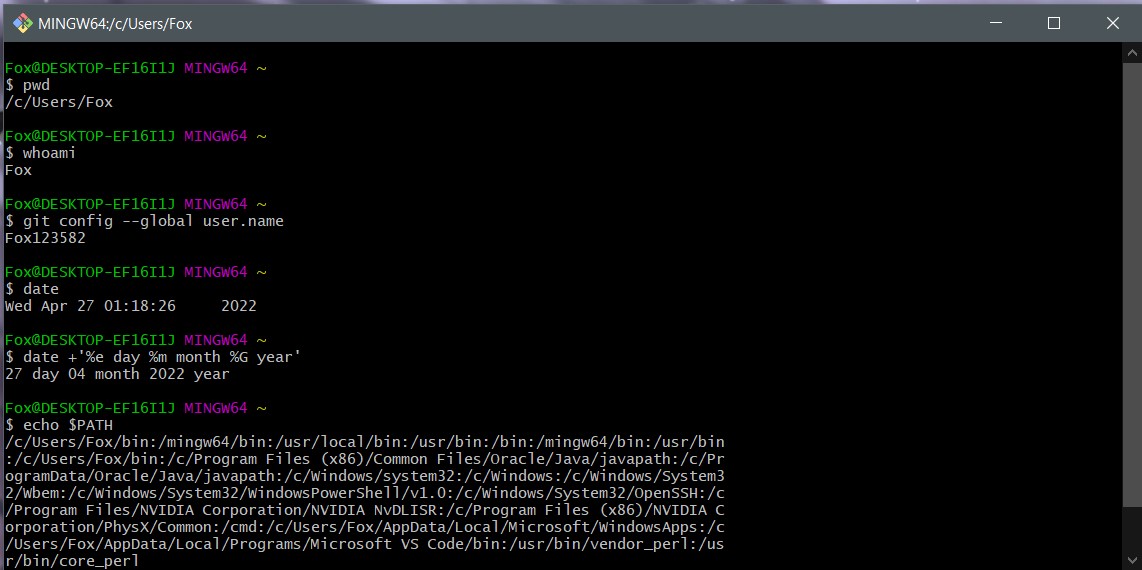 MINGW64:/c/Users/Fox
Fox@DESKTOP-EF16I1J MINGW64 ~
$ pwd
/c/Users/Fox
Fox@DESKTOP-EF16I1J MINGW64 ~
$ whoami
Fox
Fox@DESKTOP-EF16I1J MINGW64 ~
$ git config --global user.name
Fox123582
Fox@DESKTOP-EF16I1J MINGW64 ~
$ date
Wed Apr 27 01:18:26     2022
Fox@DESKTOP-EF16I1J MINGW64 ~
$ date +'%e day %m month %G year'
27 day 04 month 2022 year
Fox@DESKTOP-EF16I1J MINGW64 ~
$ echo $PATH
/c/Users/Fox/bin:/mingw64/bin:/usr/local/bin:/usr/bin:/bin:/mingw64/bin:/usr/bin
:/c/Users/Fox/bin:/c/Program Files (x86)/Common Files/Oracle/Java/javapath:/c/Pr
ogramData/Oracle/Java/javapath:/c/Windows/system32:/c/Windows:/c/Windows/System3
2/Wbem:/c/Windows/System32/WindowsPowerShell/v1.0:/c/Windows/System32/OpenSSH:/c
/Program Files/NVIDIA Corporation/NVIDIA NvDLISR:/c/Program Files (x86)/NVIDIA C
orporation/PhysX/Common:/cmd:/c/Users/Fox/AppData/Local/Microsoft/WindowsApps:/c
/Users/Fox/AppData/Local/Programs/Microsoft VS Code/bin:/usr/bin/vendor_perl:/us
r/bin/core_perl